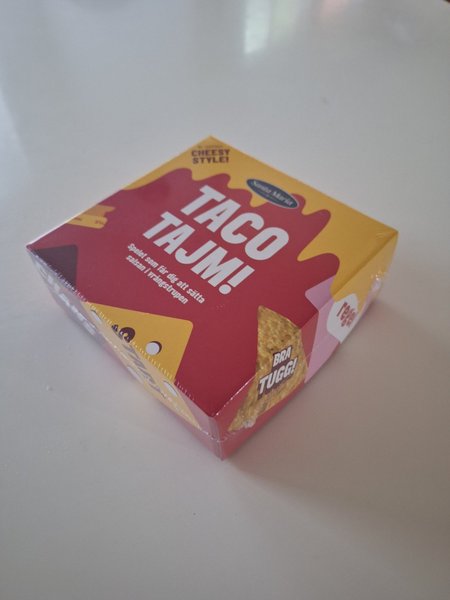 CHEESY
STYLE!
Santa Maria
TACO
TAJM!
Spelet som får dig att sätta
salsan i vrångstrupen
BRA
TUGG!